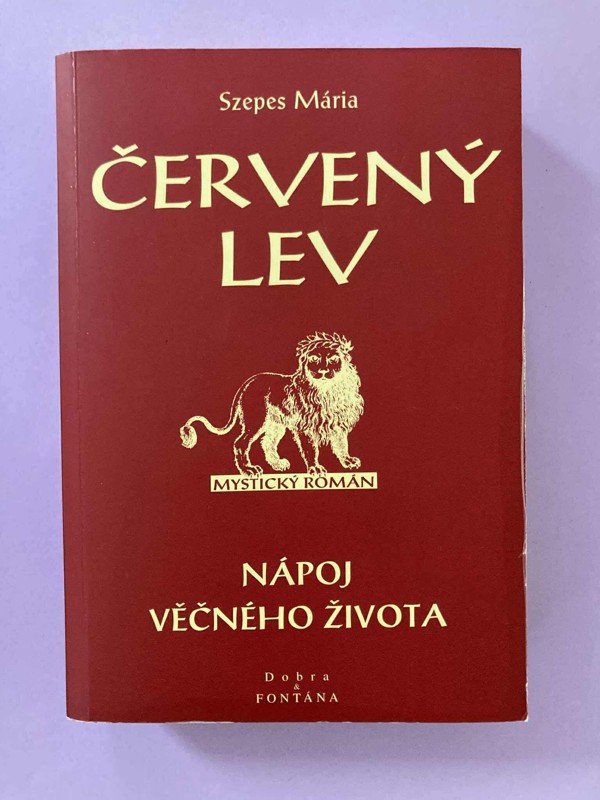 Szepes Mária
ČERVENÝ
LEV
MYSTICKÝ ROMÁN
NÁPOJ
VĚČNÉHO ŽIVOTA
Dobra
&
FONTÁNA